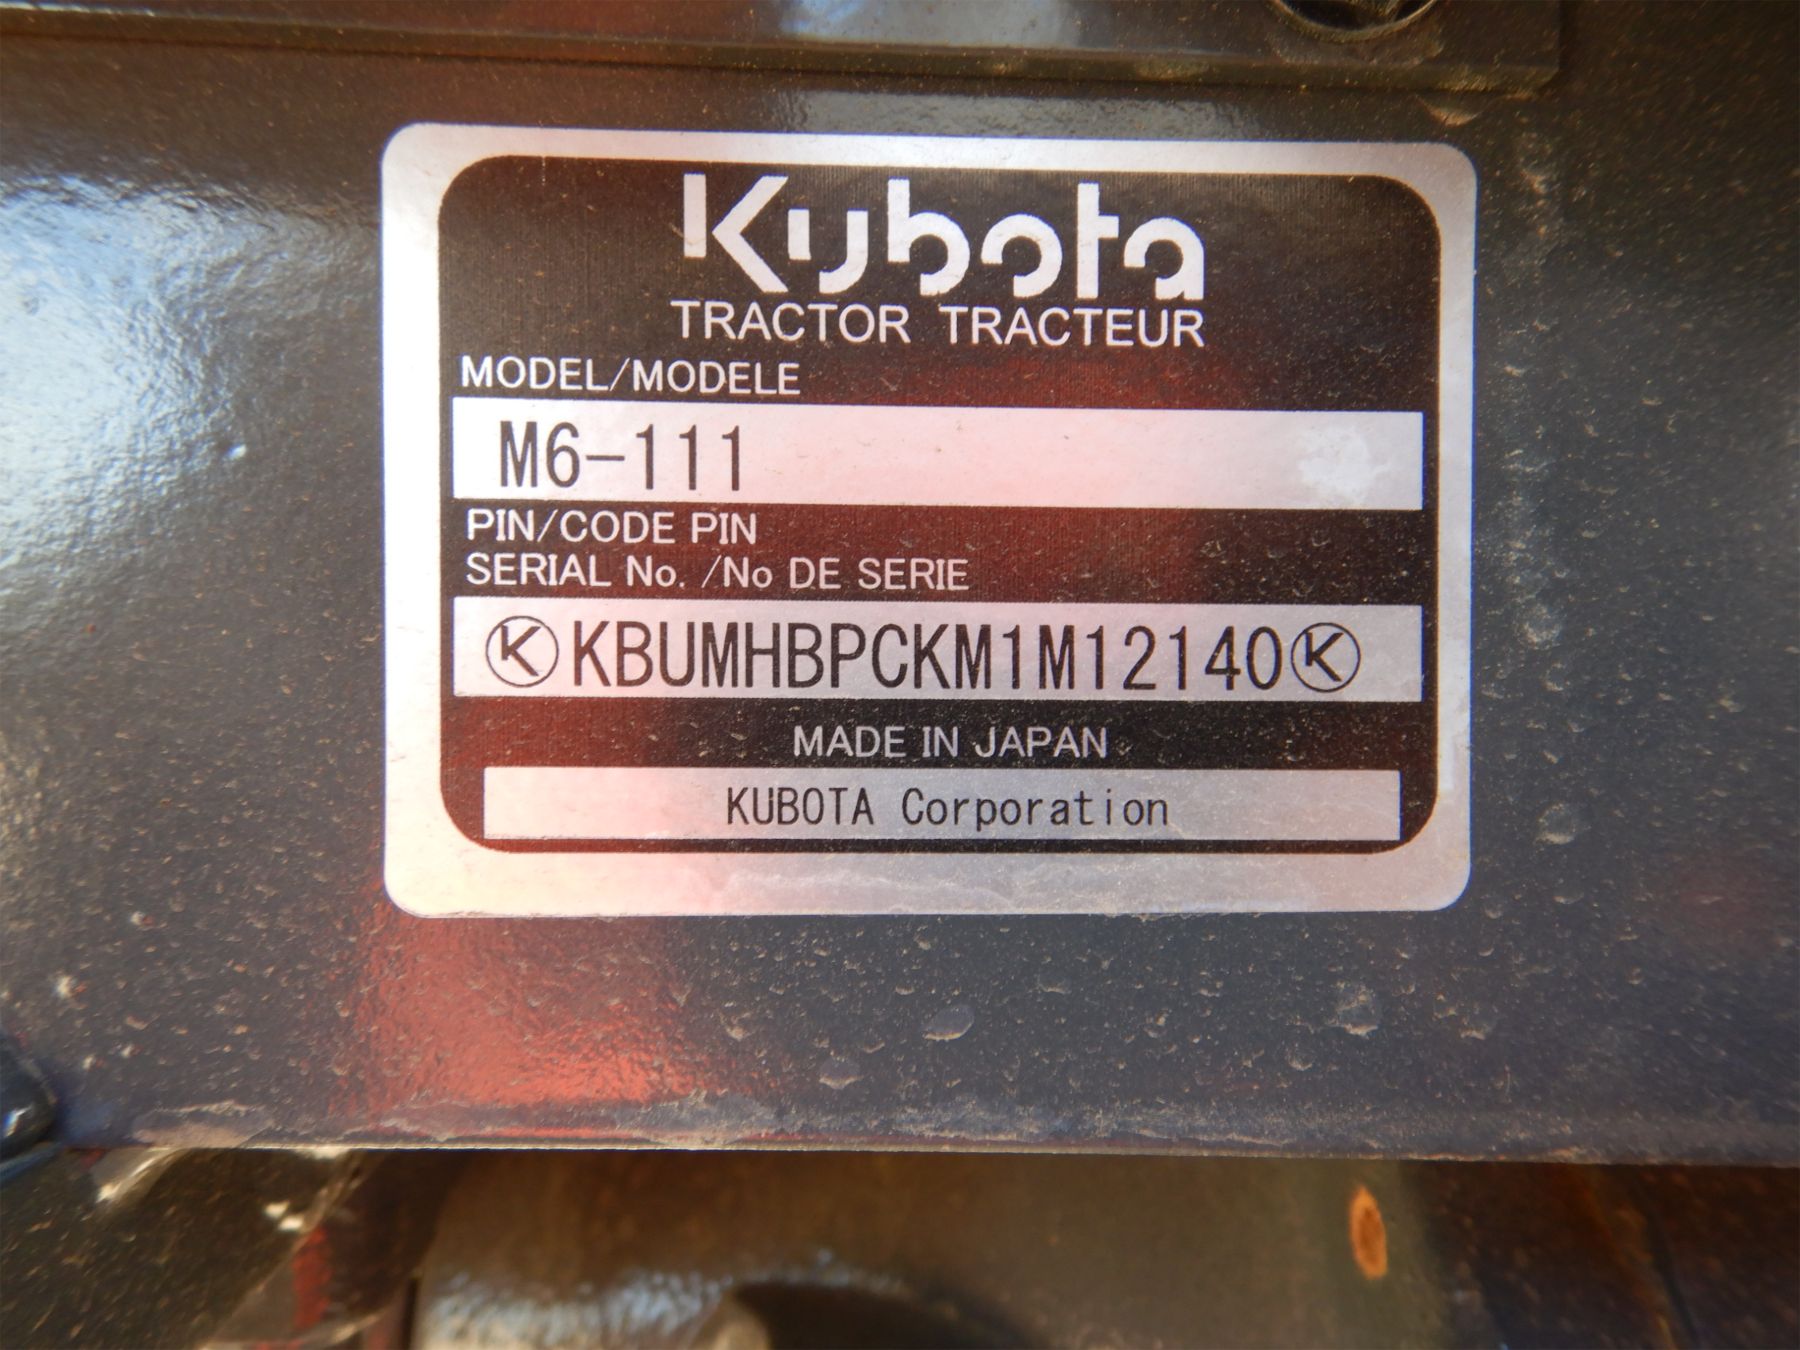 Kubota
TRACTOR TRACTEUR
MODEL/MODELE
M6-111
PIN/CODE PIN
SERIAL No. /No DE SERIE
Ⓚ KBUMHBPCKM1M12140 Ⓚ
MADE IN JAPAN
KUBOTA Corporation